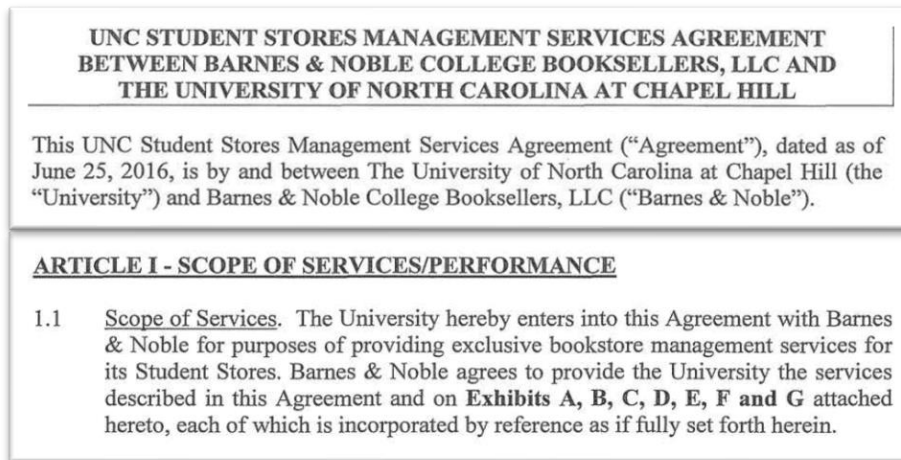 UNC STUDENT STORES MANAGEMENT SERVICES AGREEMENT
BETWEEN BARNES & NOBLE COLLEGE BOOKSELLERS, LLC AND
THE UNIVERSITY OF NORTH CAROLINA AT CHAPEL HILL
This UNC Student Stores Management Services Agreement (“Agreement”), dated as of
June 25, 2016, is by and between The University of North Carolina at Chapel Hill (the
“University”) and Barnes & Noble College Booksellers, LLC (“Barnes & Noble”).
ARTICLE I - SCOPE OF SERVICES/PERFORMANCE
1.1 Scope of Services. The University hereby enters into this Agreement with Barnes
& Noble for purposes of providing exclusive bookstore management services for
its Student Stores. Barnes & Noble agrees to provide the University the services
described in this Agreement and on Exhibits A, B, C, D, E, F and G attached
hereto, each of which is incorporated by reference as if fully set forth herein.